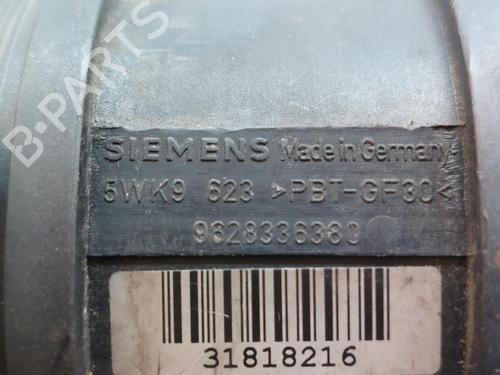 B-PARTS
SIEMENS Made in Germany
5WK9 623 >PBT-GF30<
9628336380
31818216